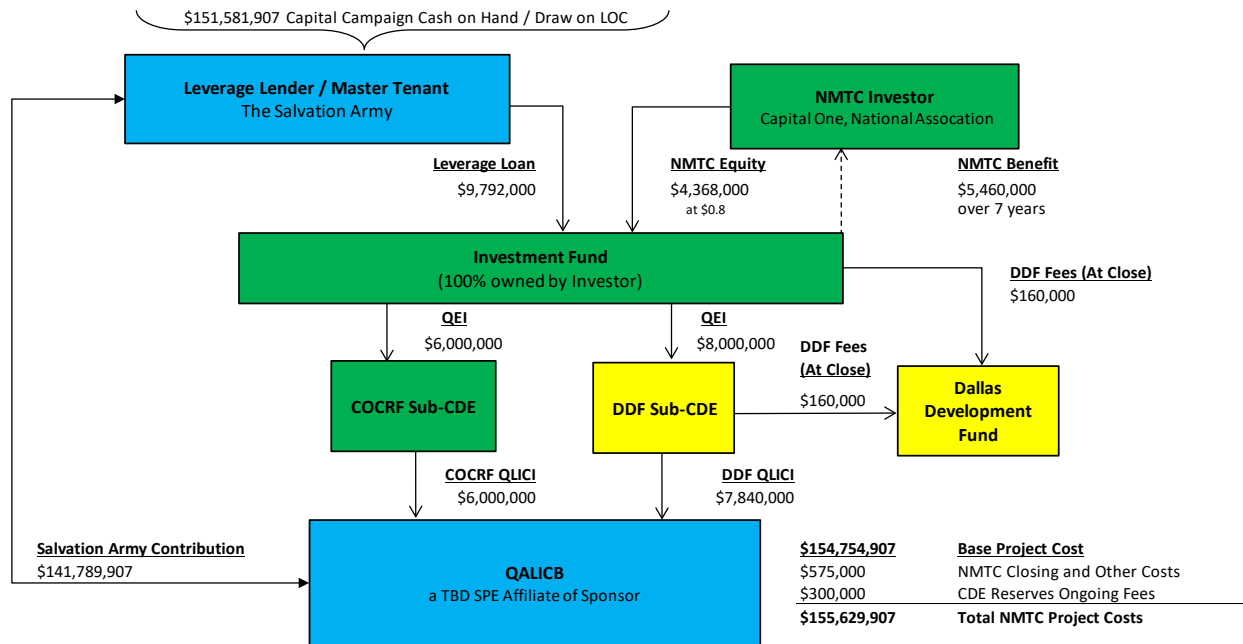 $151,581,907 Capital Campaign Cash on Hand / Draw on LOC
Leverage Lender / Master Tenant
The Salvation Army
NMTC Investor
Capital One, National Assocation
Leverage Loan
$9,792,000
NMTC Equity
$4,368,000
at $0.8
NMTC Benefit
$5,460,000
over 7 years
Investment Fund
(100% owned by Investor)
DDF Fees (At Close)
$160,000
QEI
$6,000,000
QEI
$8,000,000
DDF Fees
(At Close)
$160,000
COCRF Sub-CDE
DDF Sub-CDE
Dallas
Development
Fund
COCRF QLICI
$6,000,000
DDF QLICI
$7,840,000
Salvation Army Contribution
$141,789,907
QALICB
a TBD SPE Affiliate of Sponsor
$154,754,907 Base Project Cost
$575,000 NMTC Closing and Other Costs
$300,000 CDE Reserves Ongoing Fees
$155,629,907 Total NMTC Project Costs